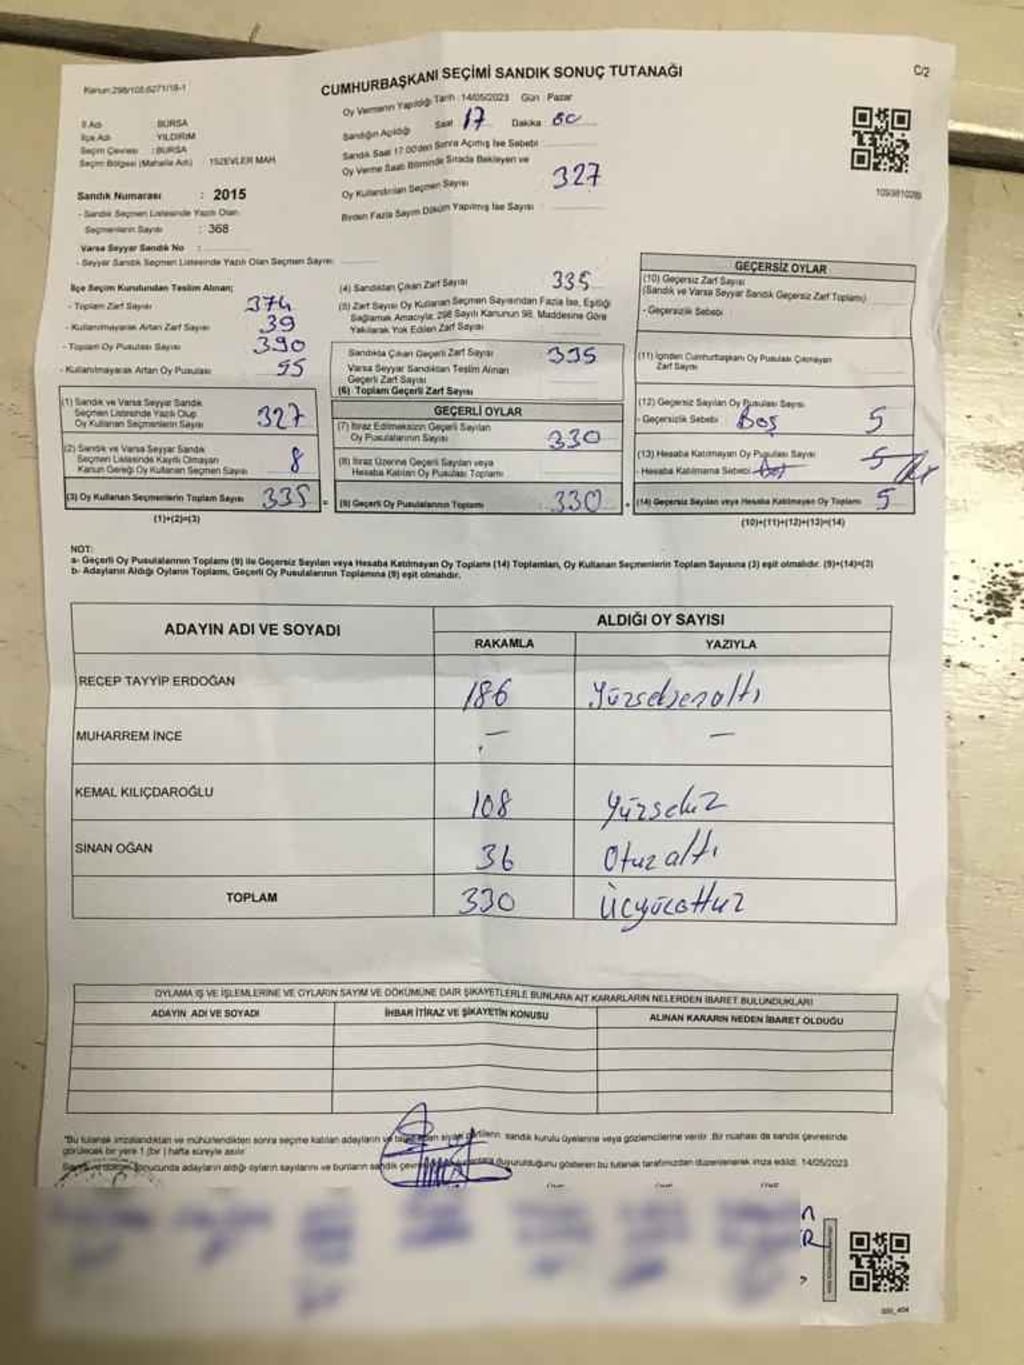 C/2
Kanun:298/105,6271/18-1
CUMHURBAŞKANI SEÇİMİ SANDIK SONUÇ TUTANAĞI
Oy Vermenin Yapıldığı Tarih :14/05/2023 Gün : Pazar
İl Adı : BURSA
İlçe Adı : YILDIRIM
Seçim Çevresi : BURSA
Seçim Bölgesi (Mahalle Adı) : 152EVLER MAH.
Sandığın Açıldığı Saat 17 Dakika
Sandık Saat 17:00'den Sonra Açılmış İse Sebebi
Oy Verme Saati Bitiminde Sırada Bekleyen ve
Oy Kullandırılan Seçmen Sayısı 327
Birden Fazla Sayım Döküm Yapılmış İse Sayısı
Sandık Numarası : 2015
- Sandık Seçmen Listesinde Yazılı Olan
Seçmenlerin Sayısı : 368
Varsa Seyyar Sandık No :
- Seyyar Sandık Seçmen Listesinde Yazılı Olan Seçmen Sayısı:
İlçe Seçim Kurulundan Teslim Alınan;
- Toplam Zarf Sayısı 374
- Kullanılmayarak Artan Zarf Sayısı 39
- Toplam Oy Pusulası Sayısı 390
- Kullanılmayarak Artan Oy Pusulası 55
(1) Sandık ve Varsa Seyyar Sandık
Seçmen Listesinde Yazılı Olup
Oy Kullanan Seçmenlerin Sayısı 327
(2) Sandık ve Varsa Seyyar Sandık
Seçmen Listesinde Kayıtlı Olmayan
Kanun Gereği Oy Kullanan Seçmen Sayısı 8
(3) Oy Kullanan Seçmenlerin Toplam Sayısı 335 =
(1)+(2)=(3)
(4) Sandıktan Çıkan Zarf Sayısı 335
(5) Zarf Sayısı Oy Kullanan Seçmen Sayısından Fazla İse, Eşitliği
Sağlamak Amacıyla; 298 Sayılı Kanunun 98. Maddesine Göre
Yakılarak Yok Edilen Zarf Sayısı
Sandıkta Çıkan Geçerli Zarf Sayısı 335
Varsa Seyyar Sandıktan Teslim Alınan
Geçerli Zarf Sayısı
(6) Toplam Geçerli Zarf Sayısı
GEÇERLİ OYLAR
(7) İtiraz Edilmeksizin Geçerli Sayılan
Oy Pusulalarının Sayısı 330
(8) İtiraz Üzerine Geçerli Sayılan veya
Hesaba Katılan Oy Pusulası Toplamı
(9) Geçerli Oy Pusulalarının Toplamı 330 +
GEÇERSİZ OYLAR
(10) Geçersiz Zarf Sayısı
(Sandık ve Varsa Seyyar Sandık Geçersiz Zarf Toplamı)
- Geçersizlik Sebebi
(11) İçinden Cumhurbaşkanı Oy Pusulası Çıkmayan
Zarf Sayısı
(12) Geçersiz Sayılan Oy Pusulası Sayısı
- Geçersizlik Sebebi Boş 5
(13) Hesaba Katılmayan Oy Pusulası Sayısı 5
- Hesaba Katılmama Sebebi
(14) Geçersiz Sayılan veya Hesaba Katılmayan Oy Toplamı 5
(10)+(11)+(12)+(13)=(14)
NOT:
a- Geçerli Oy Pusulalarının Toplamı (9) ile Geçersiz Sayılan veya Hesaba Katılmayan Oy Toplamı (14) Toplamları, Oy Kullanan Seçmenlerin Toplam Sayısına (3) eşit olmalıdır. (9)+(14)=(3)
b- Adayların Aldığı Oyların Toplamı, Geçerli Oy Pusulalarının Toplamına (9) eşit olmalıdır.
ADAYIN ADI VE SOYADI ALDIĞI OY SAYISI
RAKAMLA YAZIYLA
RECEP TAYYİP ERDOĞAN 186 Yüzseksenaltı
MUHARREM İNCE - -
KEMAL KILIÇDAROĞLU 108 Yüzsekiz
SİNAN OĞAN 36 Otuzaltı
TOPLAM 330 Üçyüzottuz
OYLAMA İŞ VE İŞLEMLERİNE VE OYLARIN SAYIM VE DÖKÜMÜNE DAİR ŞİKAYETLERLE BUNLARA AİT KARARLARIN NELERDEN İBARET BULUNDUKLARI
ADAYIN ADI VE SOYADI İHBAR İTİRAZ VE ŞİKAYETİN KONUSU ALINAN KARARIN NEDEN İBARET OLDUĞU
"Bu tutanak imzalandıktan ve mühürlendikten sonra seçime katılan adayların ve siyasi partilerin sandık kurulu üyelerine veya gözlemcilerine verilir. Bir nüshası da sandık çevresinde
görülecek bir yere 1 (bir) hafta süreyle asılır
sonucunda adayların aldığı oyların sayılarını ve bunların sandık duyurulduğunu gösteren bu tutanak tarafımızdan düzenlenerek imza edildi. 14/05/2023